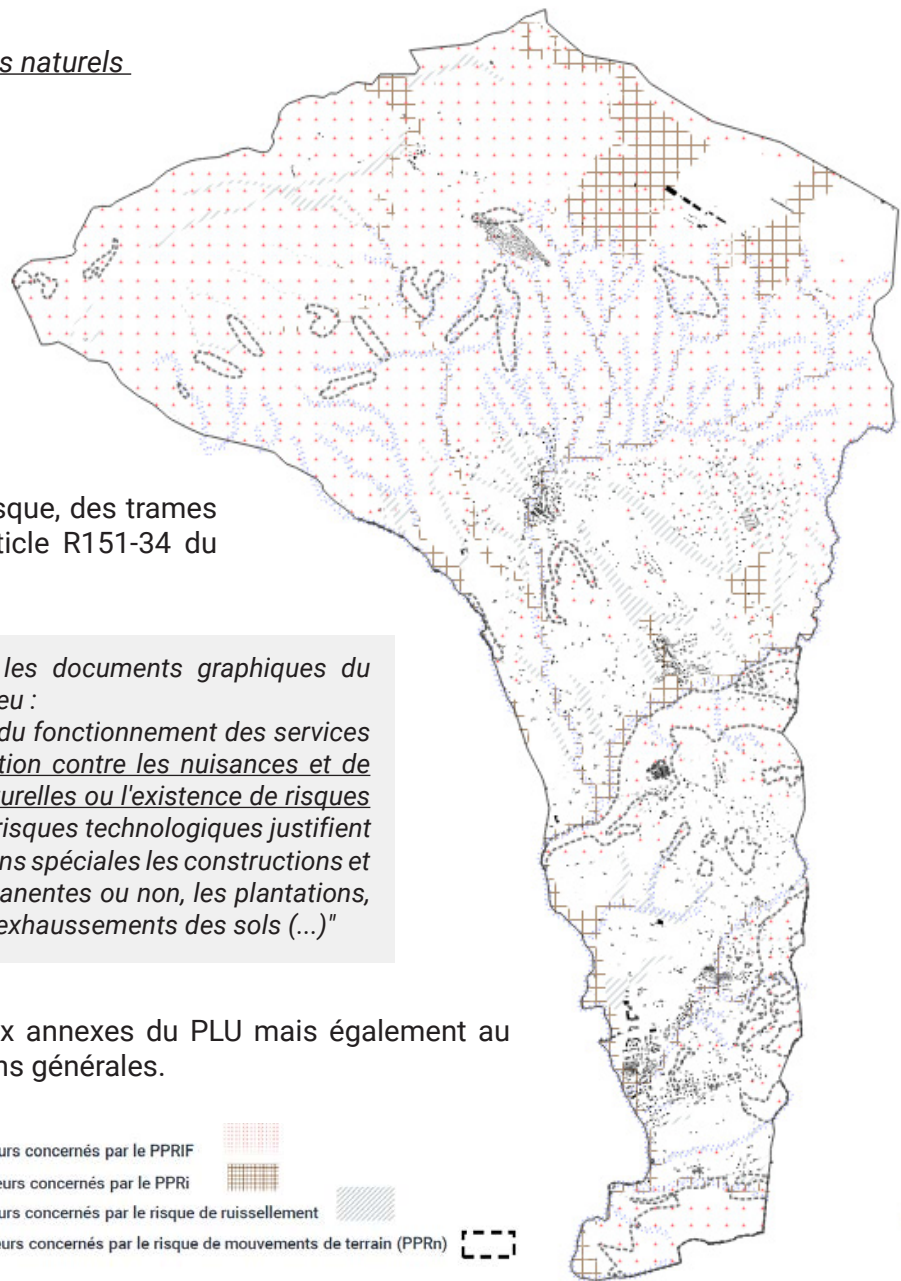 s naturels
sque, des trames
ticle R151-34 du
les documents graphiques du
eu :
du fonctionnement des services
tion contre les nuisances et de
urelles ou l'existence de risques
risques technologiques justifient
ns spéciales les constructions et
anentes ou non, les plantations,
exhaussements des sols (...)"
x annexes du PLU mais également au
ns générales.
urs concernés par le PPRIF
eurs concernés par le PPRi
urs concernés par le risque de ruissellement
eurs concernés par le risque de mouvements de terrain (PPRn)